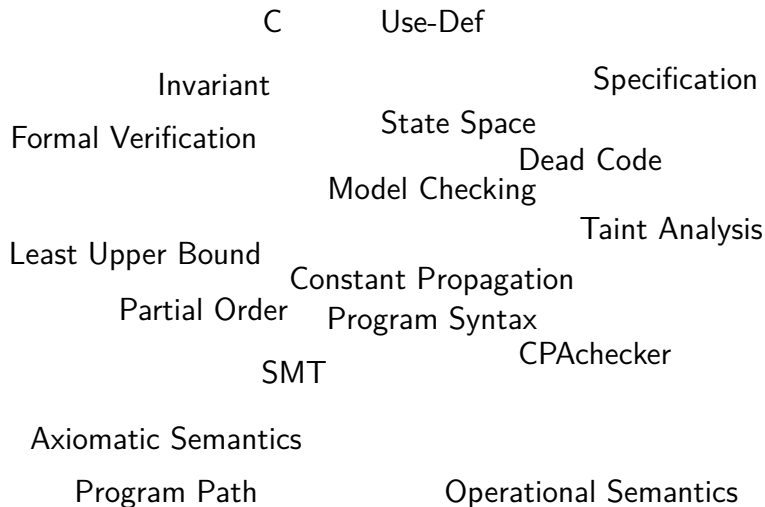 C
Use-Def
Invariant
Specification
Formal Verification
State Space
Dead Code
Model Checking
Taint Analysis
Least Upper Bound
Constant Propagation
Partial Order
Program Syntax
CPAchecker
SMT
Axiomatic Semantics
Program Path
Operational Semantics